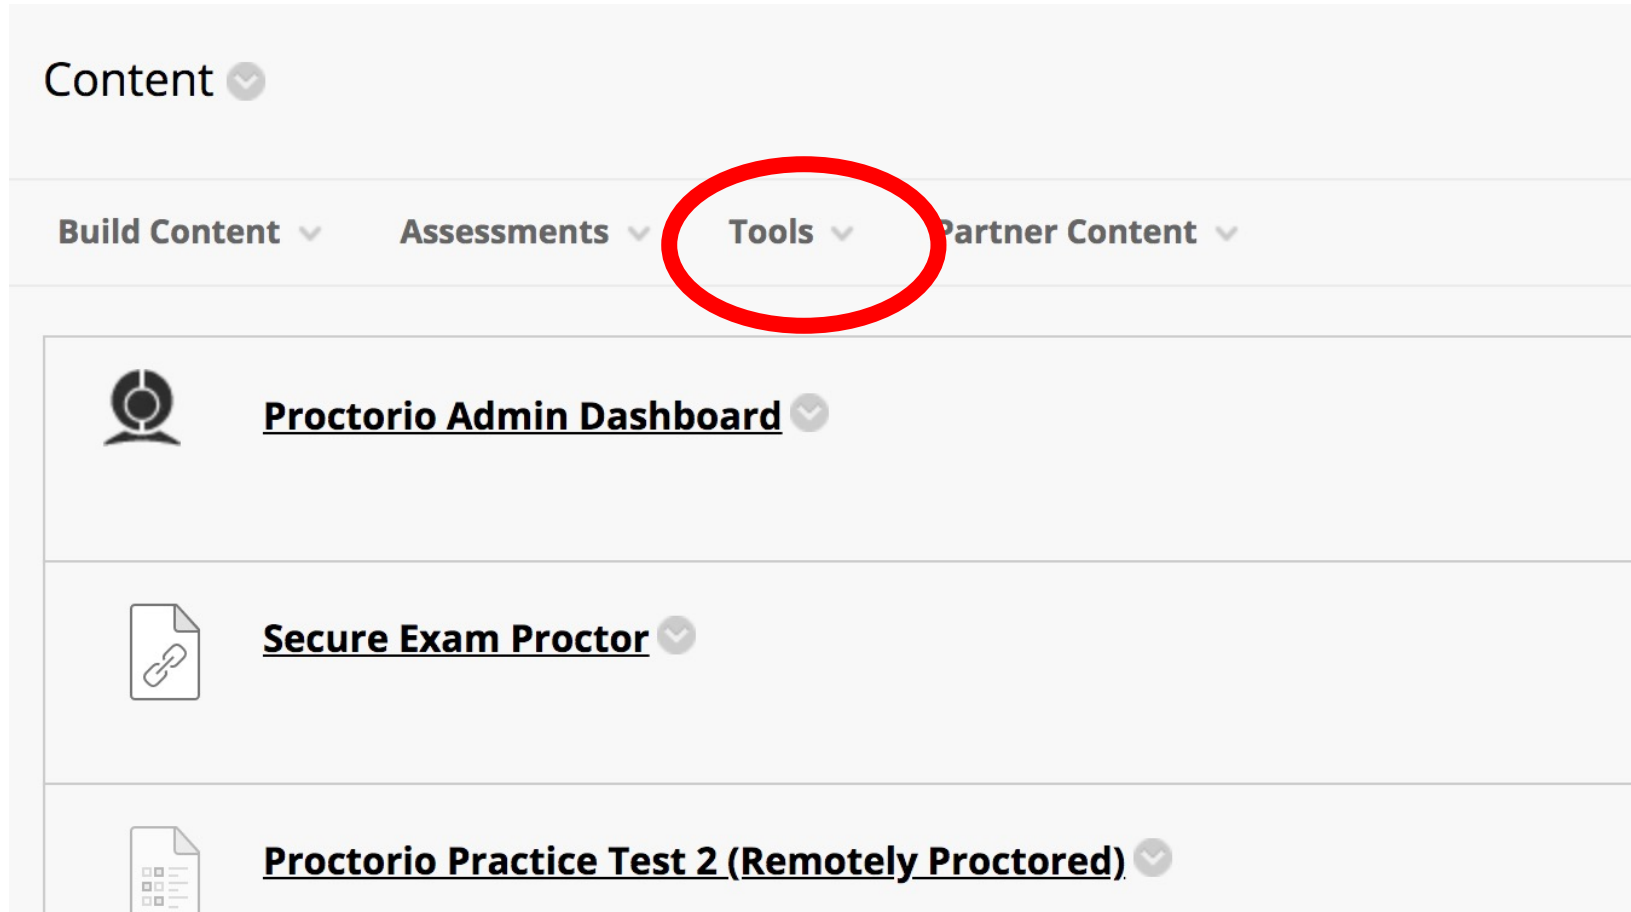 Content
Build Content Assessments Tools Partner Content
Proctorio Admin Dashboard
Secure Exam Proctor
Proctorio Practice Test 2 (Remotely Proctored)